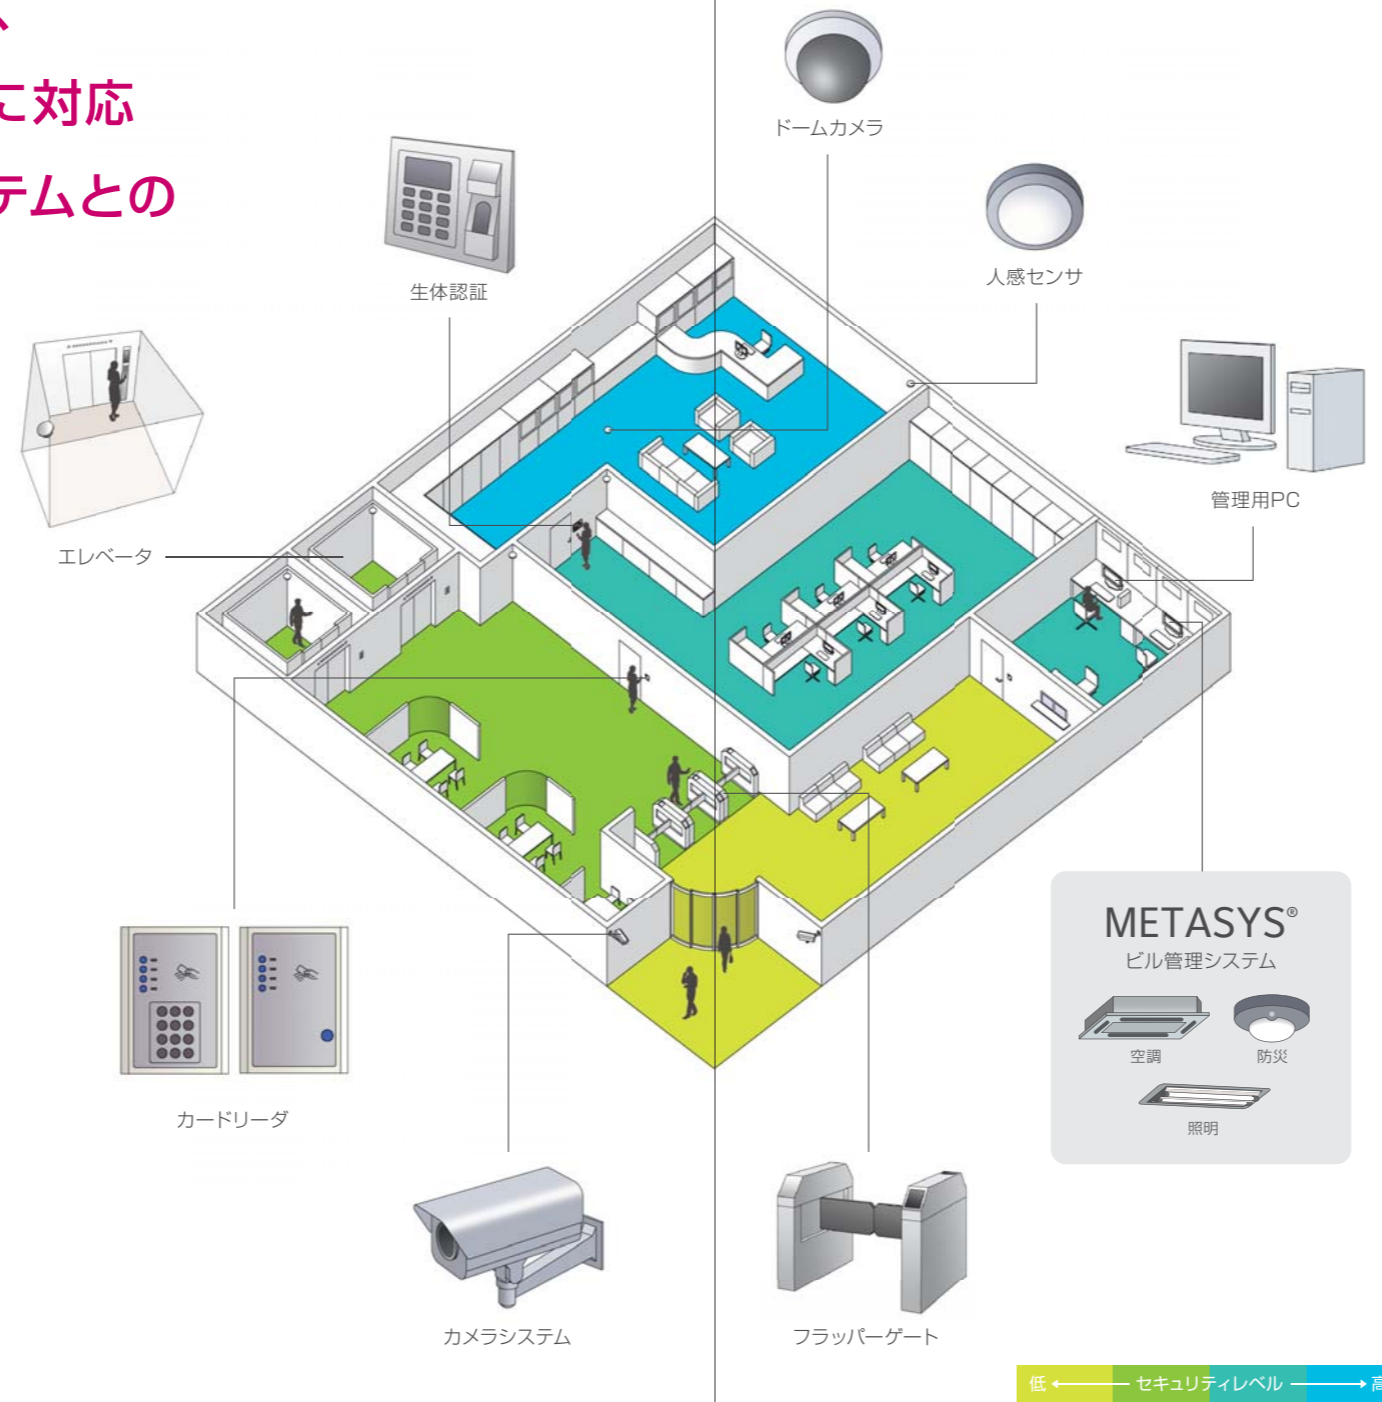 に対応
テムとの
ドームカメラ
生体認証
人感センサ
管理用PC
エレベータ
METASYS®
ビル管理システム
空調
防災
照明
カードリーダ
カメラシステム
フラッパーゲート
低 ← セキュリティレベル → 高